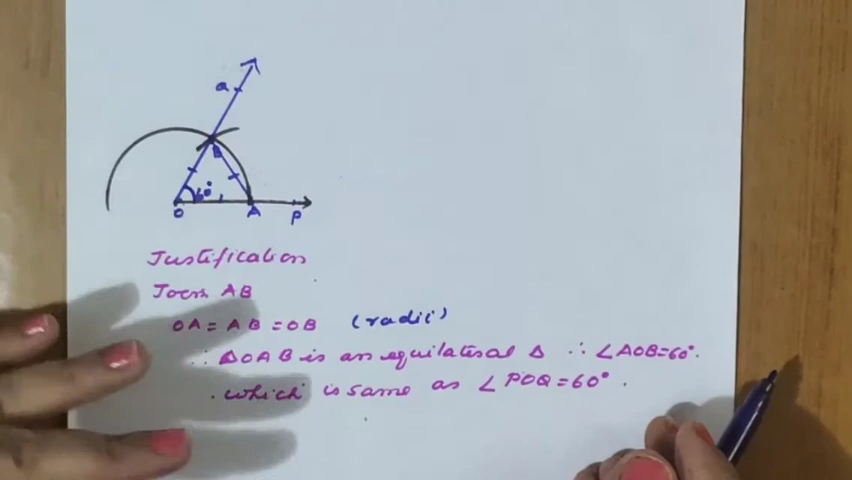 Q
B
60°
O A P
Justification
Join AB
OA = AB = OB (radii)
∴ ΔOAB is an equilateral Δ ∴ ∠AOB=60°.
. which is same as ∠POQ=60°.